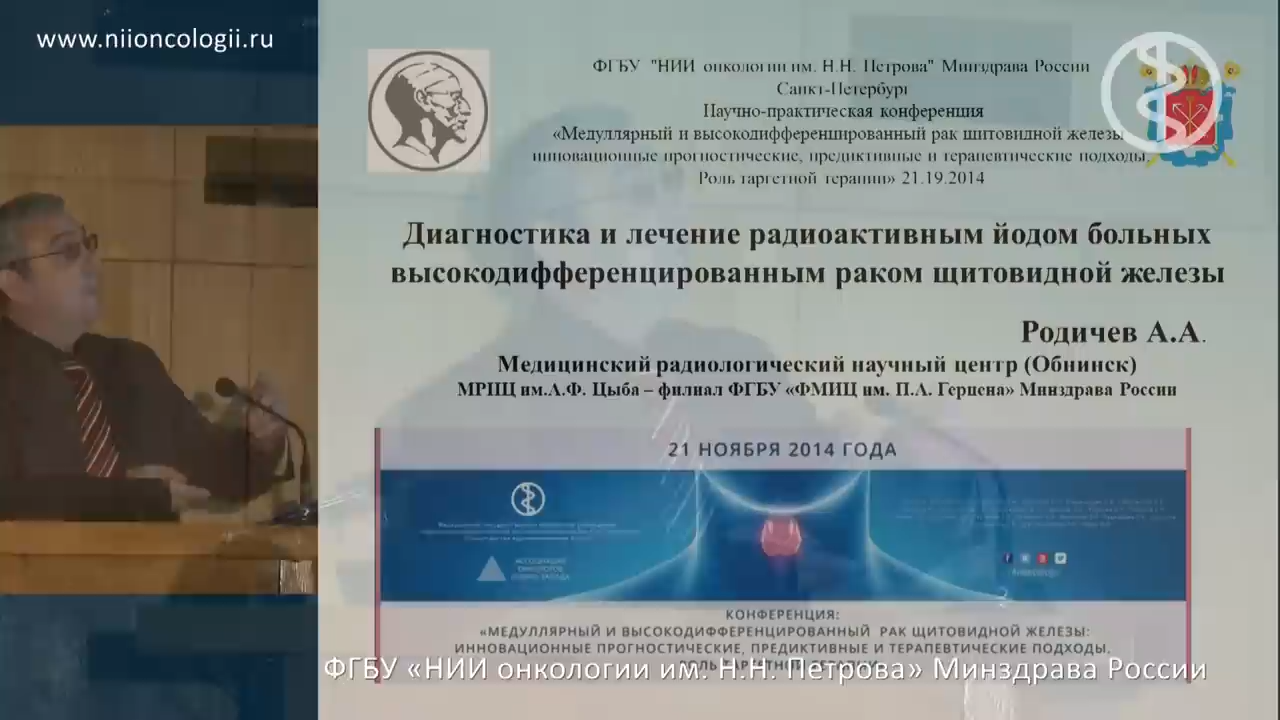 www.niioncologii.ru
ФГБУ "НИИ онкологии им. Н.Н. Петрова" Минздрава России
Санкт-Петербург
Научно-практическая конференция
«Медуллярный и высокодифференцированный рак щитовидной железы
инновационные прогностические, предиктивные и терапевтические подходы.
Роль таргетной терапии» 21.19.2014
Диагностика и лечение радиоактивным йодом больных
высокодифференцированным раком щитовидной железы
Родичев А.А.
Медицинский радиологический научный центр (Обнинск)
МРНЦ им.А.Ф. Цыба – филиал ФГБУ «ФМИЦ им. П.А. Герцена» Минздрава России
21 НОЯБРЯ 2014 ГОДА
АССОЦИАЦИЯ
ОНКОЛОГОВ
СЕВЕРО-ЗАПАДА
КОНФЕРЕНЦИЯ:
«МЕДУЛЛЯРНЫЙ И ВЫСОКОДИФФЕРЕНЦИРОВАННЫЙ РАК ЩИТОВИДНОЙ ЖЕЛЕЗЫ:
ИННОВАЦИОННЫЕ ПРОГНОСТИЧЕСКИЕ, ПРЕДИКТИВНЫЕ И ТЕРАПЕВТИЧЕСКИЕ ПОДХОДЫ.
ФГБУ «НИИ онкологии им. Н.Н. Петрова» Минздрава России